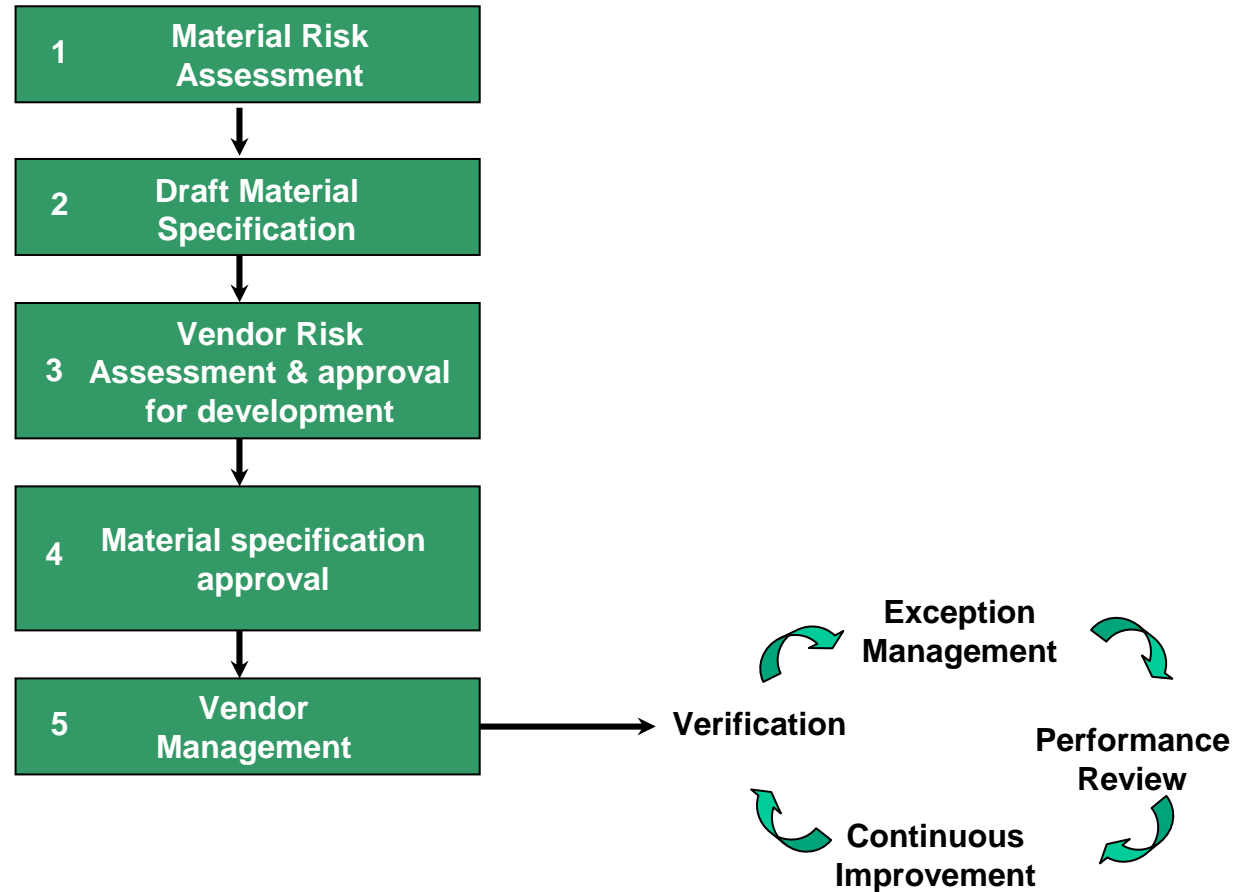 1 Material Risk
Assessment
2 Draft Material
Specification
Vendor Risk
3 Assessment & approval
for development
4 Material specification
approval
5 Vendor
Management
Exception
Management
Verification
Performance
Review
Continuous
Improvement